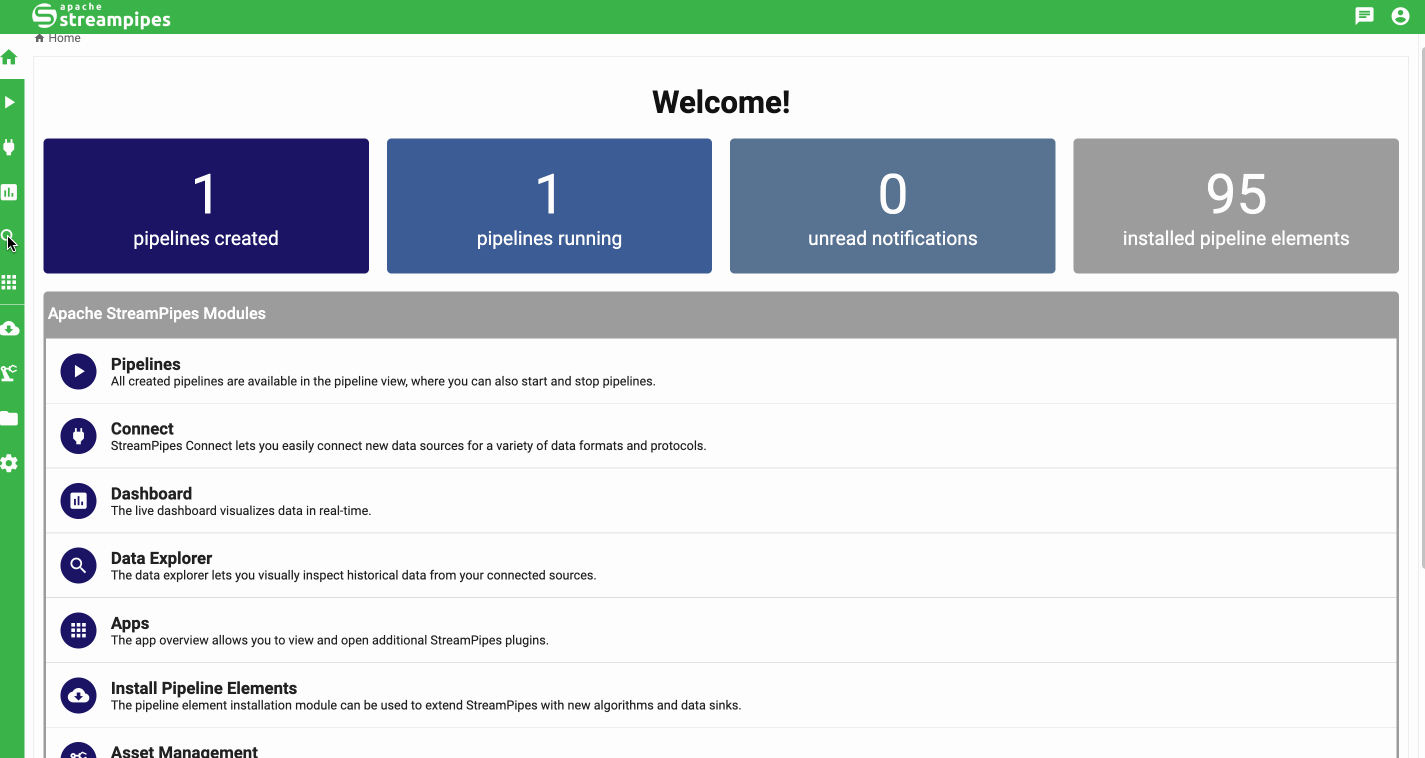 apache
streampipes
Home
Welcome!
1
pipelines created
1
pipelines running
0
unread notifications
95
installed pipeline elements
Apache StreamPipes Modules
Pipelines
All created pipelines are available in the pipeline view, where you can also start and stop pipelines.
Connect
StreamPipes Connect lets you easily connect new data sources for a variety of data formats and protocols.
Dashboard
The live dashboard visualizes data in real-time.
Data Explorer
The data explorer lets you visually inspect historical data from your connected sources.
Apps
The app overview allows you to view and open additional StreamPipes plugins.
Install Pipeline Elements
The pipeline element installation module can be used to extend StreamPipes with new algorithms and data sinks.
Asset Management